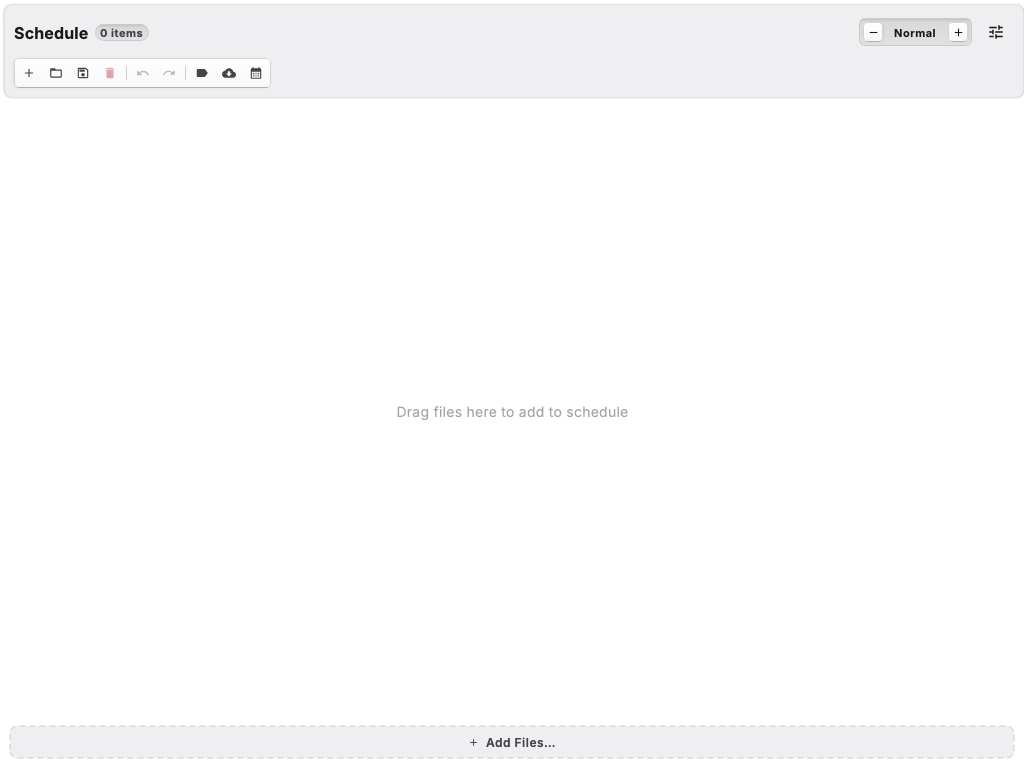 Schedule
0 items
Normal
Drag files here to add to schedule
Add Files...